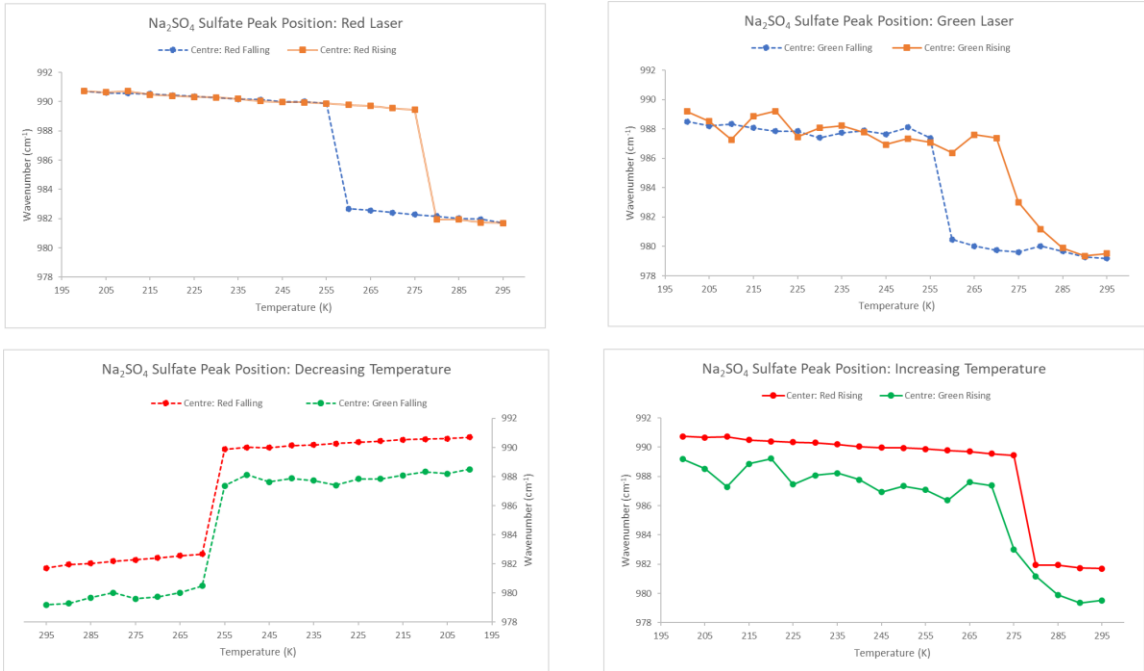 Na₂SO₄ Sulfate Peak Position: Red Laser
Centre: Red Falling
Centre: Red Rising
992
990
988
986
984
982
980
978
Wavenumber (cm⁻¹)
195 205 215 225 235 245 255 265 275 285 295
Temperature (K)
Na₂SO₄ Sulfate Peak Position: Green Laser
Centre: Green Falling
Centre: Green Rising
992
990
988
986
984
982
980
978
Wavenumber (cm⁻¹)
195 205 215 225 235 245 255 265 275 285 295
Temperature (K)
Na₂SO₄ Sulfate Peak Position: Decreasing Temperature
Centre: Red Falling
Centre: Green Falling
992
990
988
986
984
982
980
978
Wavenumber (cm⁻¹)
295 285 275 265 255 245 235 225 215 205 195
Temperature (K)
Na₂SO₄ Sulfate Peak Position: Increasing Temperature
Center: Red Rising
Centre: Green Rising
992
990
988
986
984
982
980
978
Wavenumber (cm⁻¹)
195 205 215 225 235 245 255 265 275 285 295
Temperature (K)